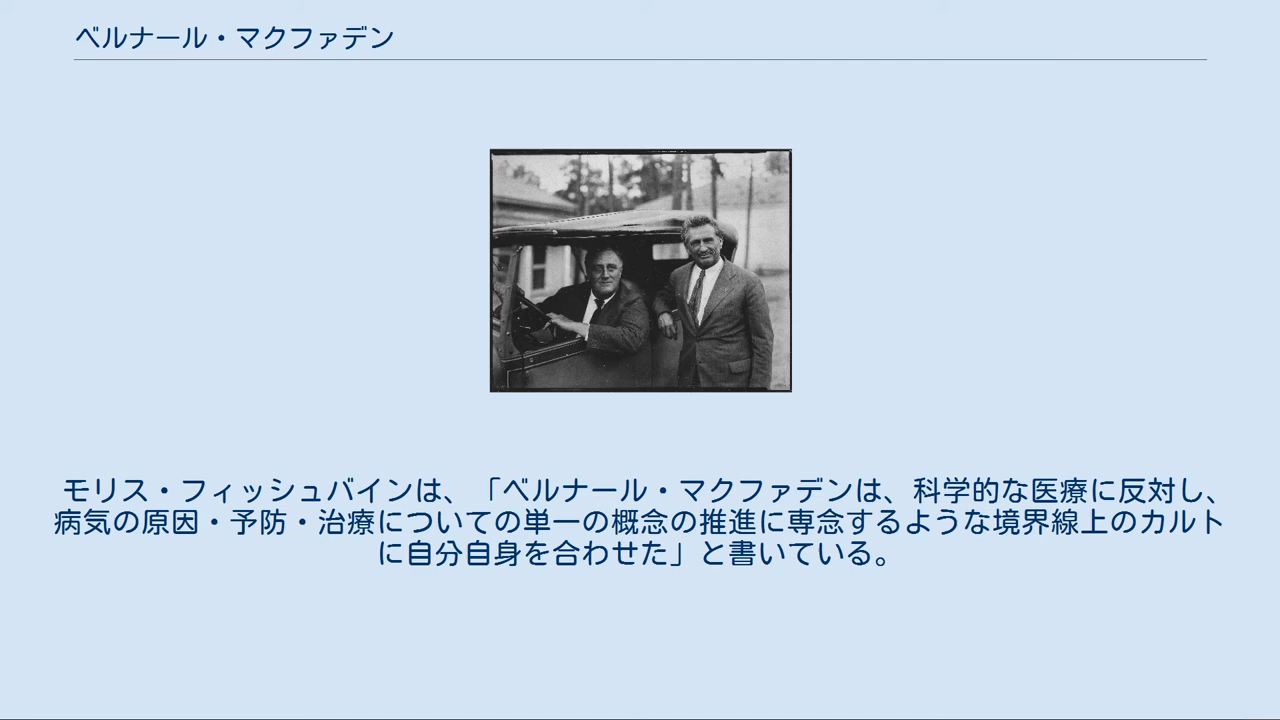 ベルナール・マクファデン
モリス・フィッシュバインは、「ベルナール・マクファデンは、科学的な医療に反対し、
病気の原因・予防・治療についての単一の概念の推進に専念するような境界線上のカルト
に自分自身を合わせた」と書いている。